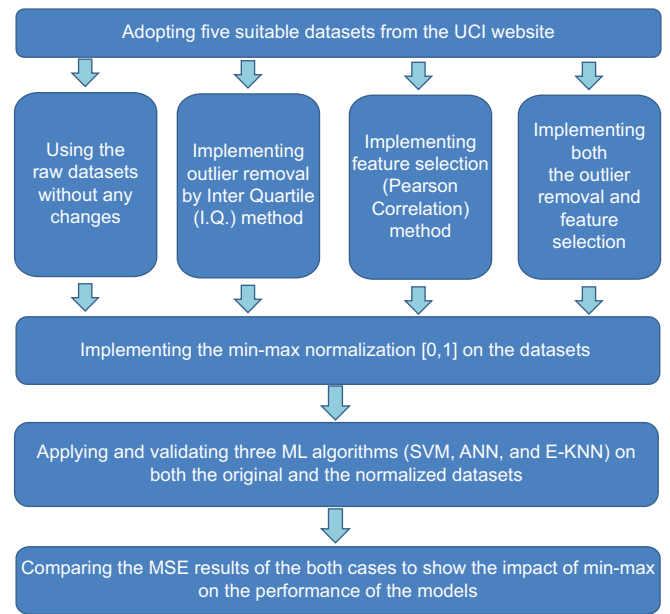 Adopting five suitable datasets from the UCI website
Using the
raw datasets
without any
changes
Implementing
outlier removal
by Inter Quartile
(I.Q.) method
Implementing
feature selection
(Pearson
Correlation)
method
Implementing
both
the outlier
removal and
feature
selection
Implementing the min-max normalization [0,1] on the datasets
Applying and validating three ML algorithms (SVM, ANN, and E-KNN) on
both the original and the normalized datasets
Comparing the MSE results of the both cases to show the impact of min-max
on the performance of the models